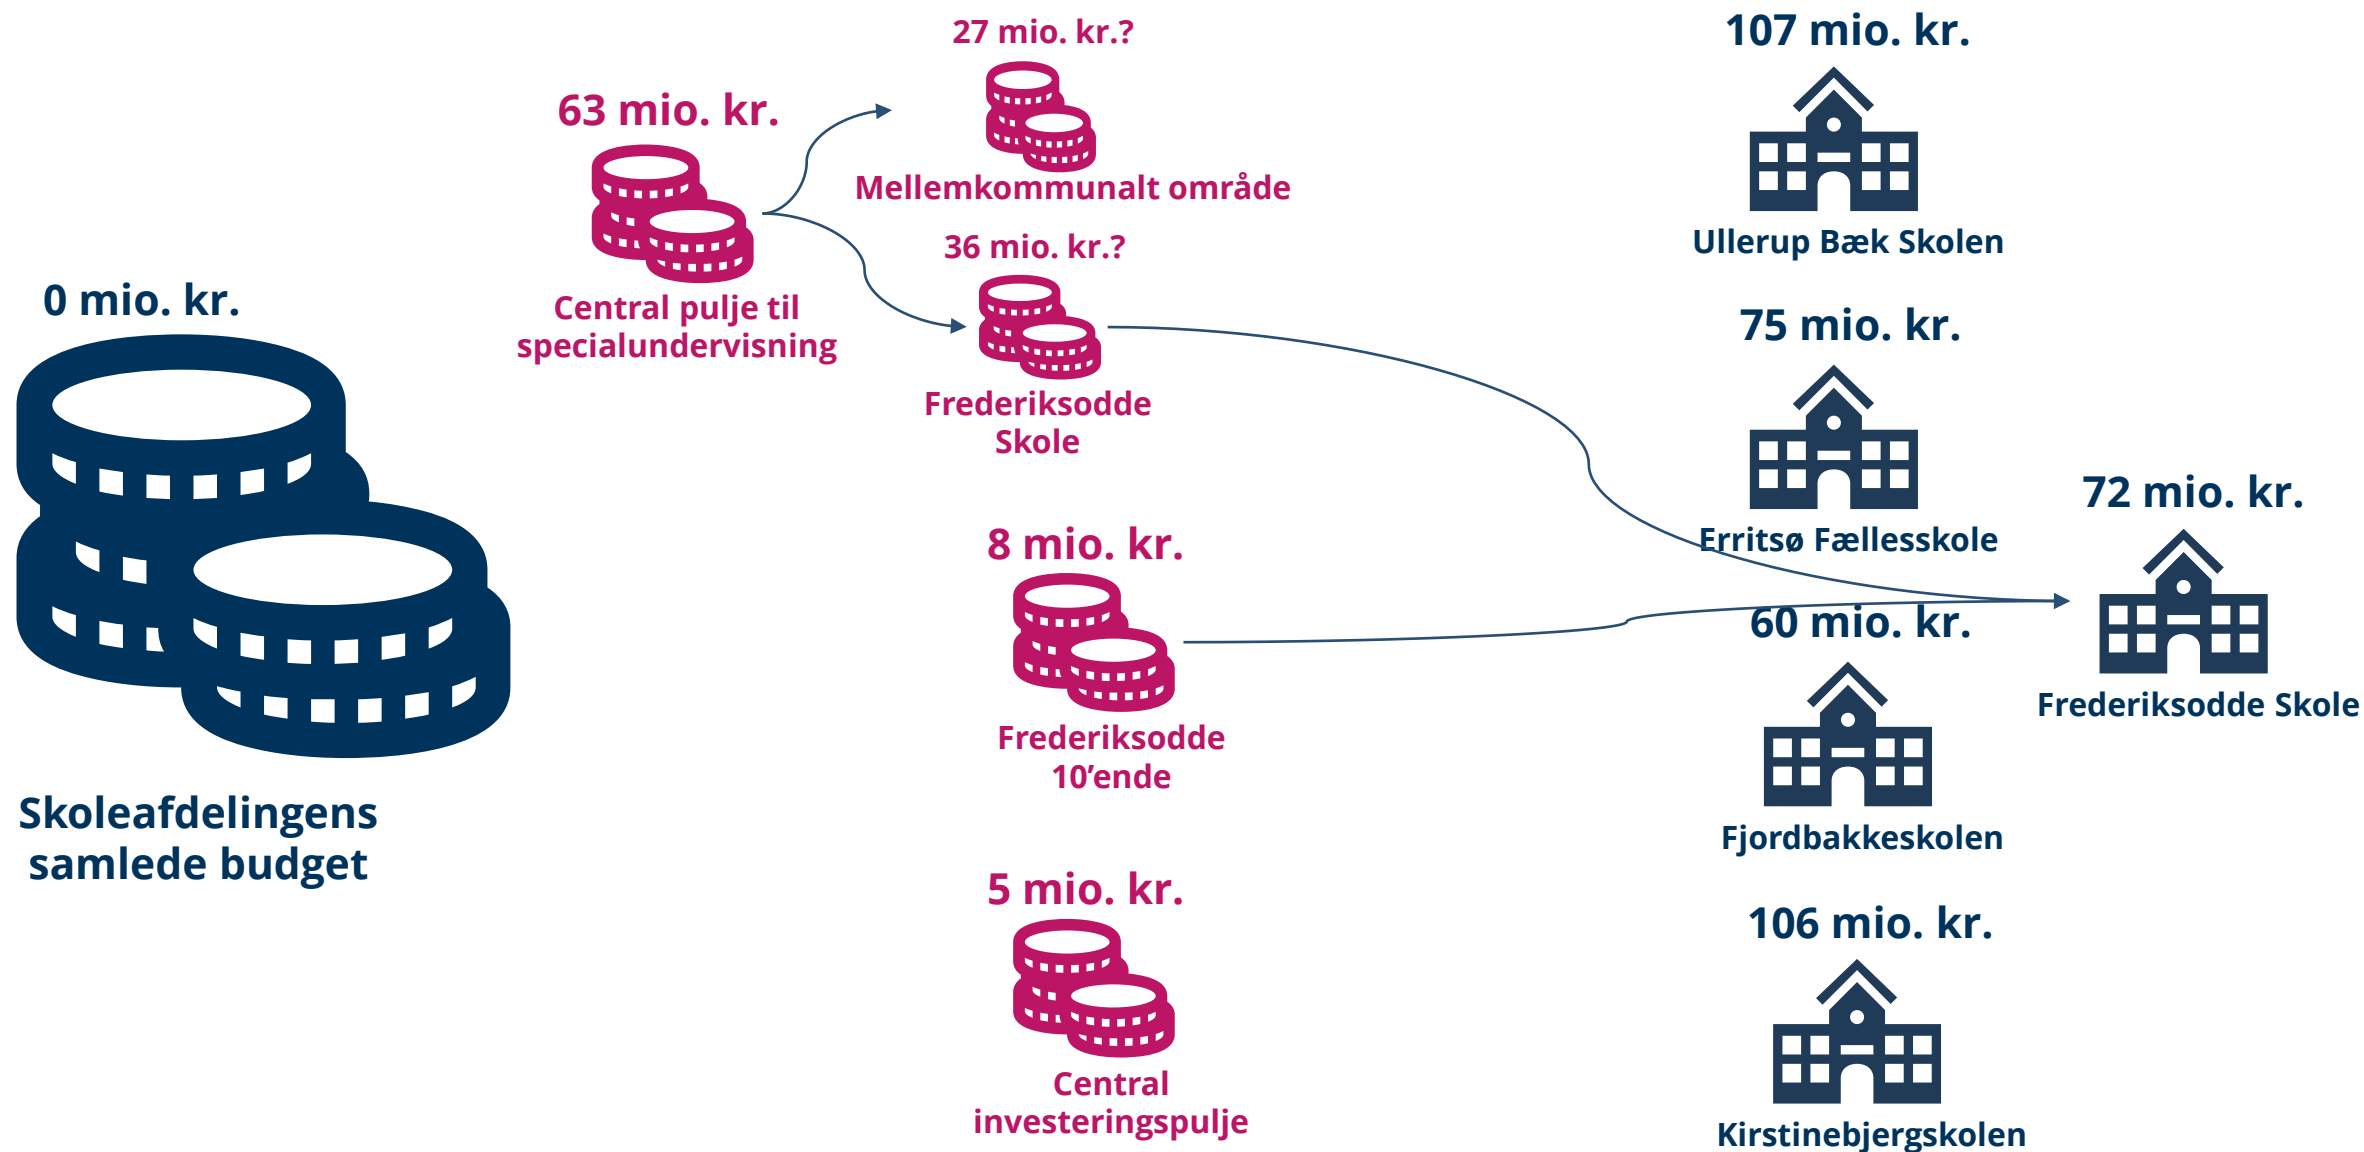 0 mio. kr.
Skoleafdelingens
samlede budget
63 mio. kr.
Central pulje til
specialundervisning
27 mio. kr.?
Mellemkommunalt område
36 mio. kr.?
Frederiksodde
Skole
8 mio. kr.
Frederiksodde
10’ende
5 mio. kr.
Central
investeringspulje
107 mio. kr.
Ullerup Bæk Skolen
75 mio. kr.
Erritsø Fællesskole
60 mio. kr.
Fjordbakkeskolen
106 mio. kr.
Kirstinebjergskolen
72 mio. kr.
Frederiksodde Skole